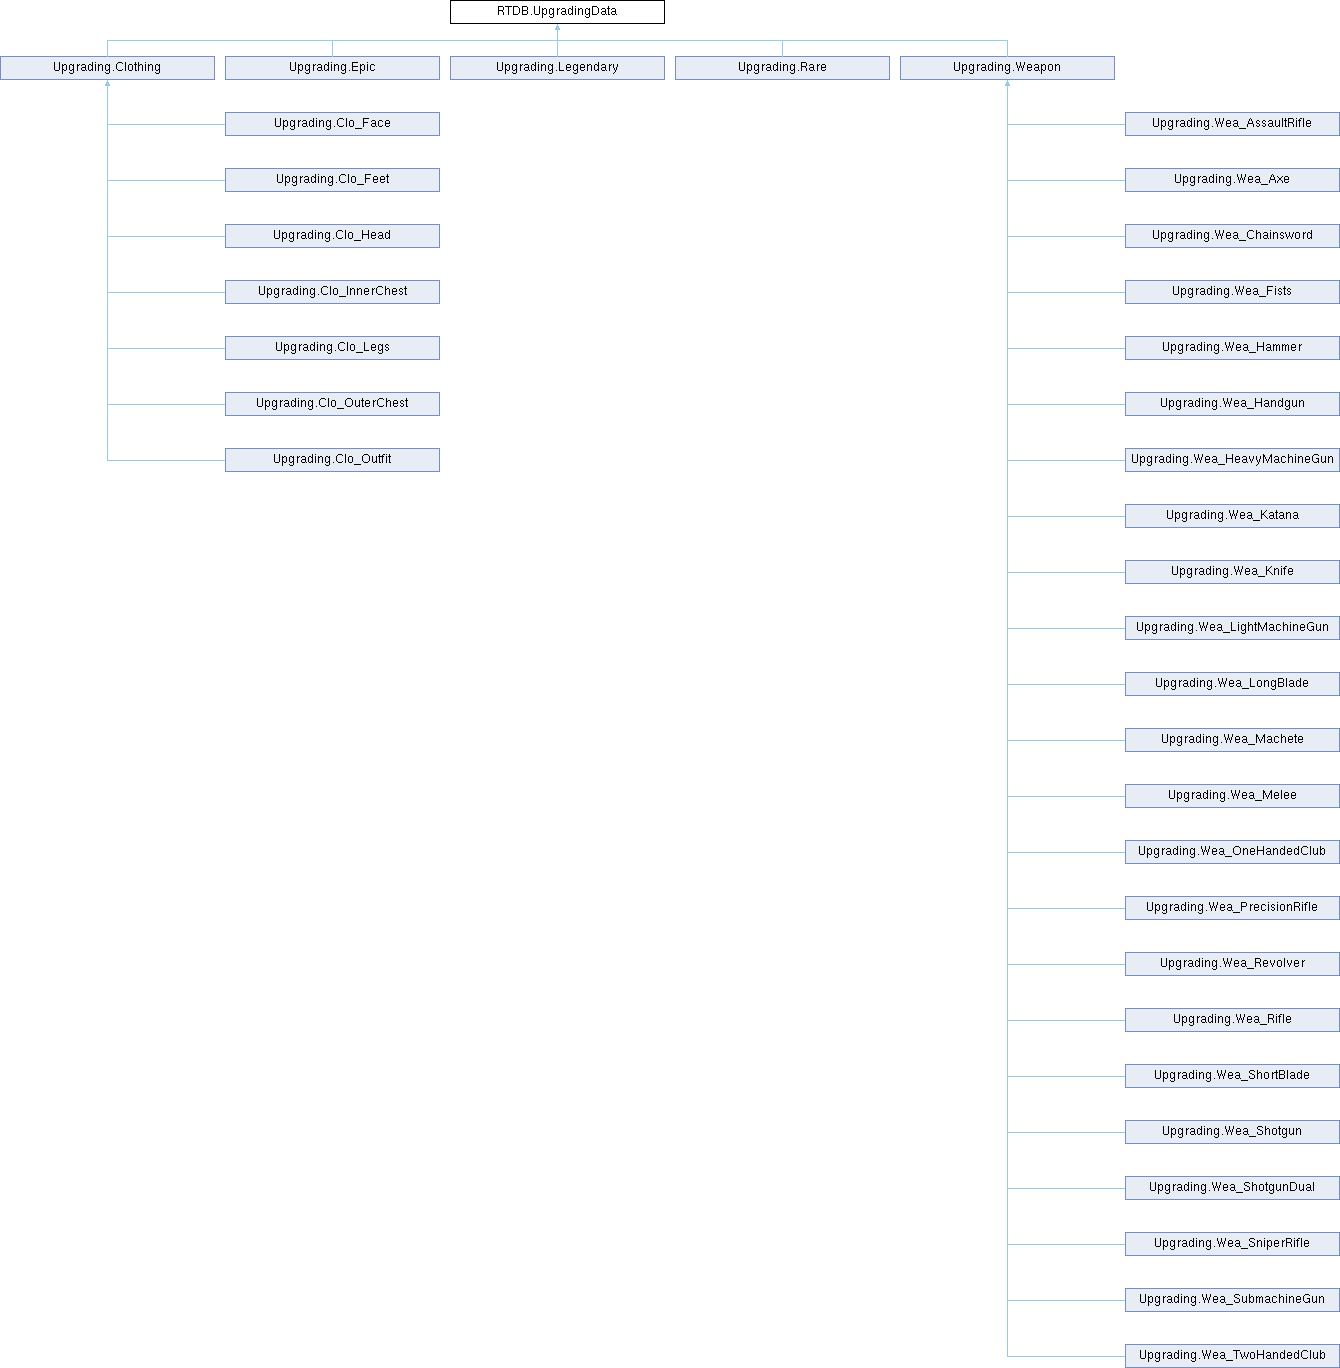 RTDB.UpgradingData
Upgrading.Clothing
Upgrading.Epic
Upgrading.Legendary
Upgrading.Rare
Upgrading.Weapon
Upgrading.Clo_Face
Upgrading.Clo_Feet
Upgrading.Clo_Head
Upgrading.Clo_InnerChest
Upgrading.Clo_Legs
Upgrading.Clo_OuterChest
Upgrading.Clo_Outfit
Upgrading.Wea_AssaultRifle
Upgrading.Wea_Axe
Upgrading.Wea_Chainsword
Upgrading.Wea_Fists
Upgrading.Wea_Hammer
Upgrading.Wea_Handgun
Upgrading.Wea_HeavyMachineGun
Upgrading.Wea_Katana
Upgrading.Wea_Knife
Upgrading.Wea_LightMachineGun
Upgrading.Wea_LongBlade
Upgrading.Wea_Machete
Upgrading.Wea_Melee
Upgrading.Wea_OneHandedClub
Upgrading.Wea_PrecisionRifle
Upgrading.Wea_Revolver
Upgrading.Wea_Rifle
Upgrading.Wea_ShortBlade
Upgrading.Wea_Shotgun
Upgrading.Wea_ShotgunDual
Upgrading.Wea_SniperRifle
Upgrading.Wea_SubmachineGun
Upgrading.Wea_TwoHandedClub